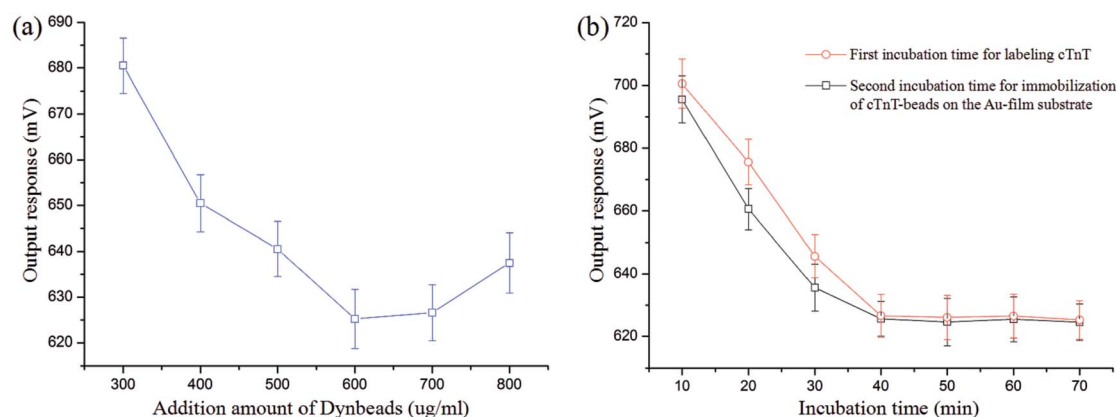 (a)
690
680
670
660
650
640
630
620
Output response (mV)
300 400 500 600 700 800
Addition amount of Dynbeads (ug/ml)
(b)
720
700
680
660
640
620
610
Output response (mV)
First incubation time for labeling cTnT
Second incubation time for immobilization
of cTnT-beads on the Au-film substrate
10 20 30 40 50 60 70
Incubation time (min)